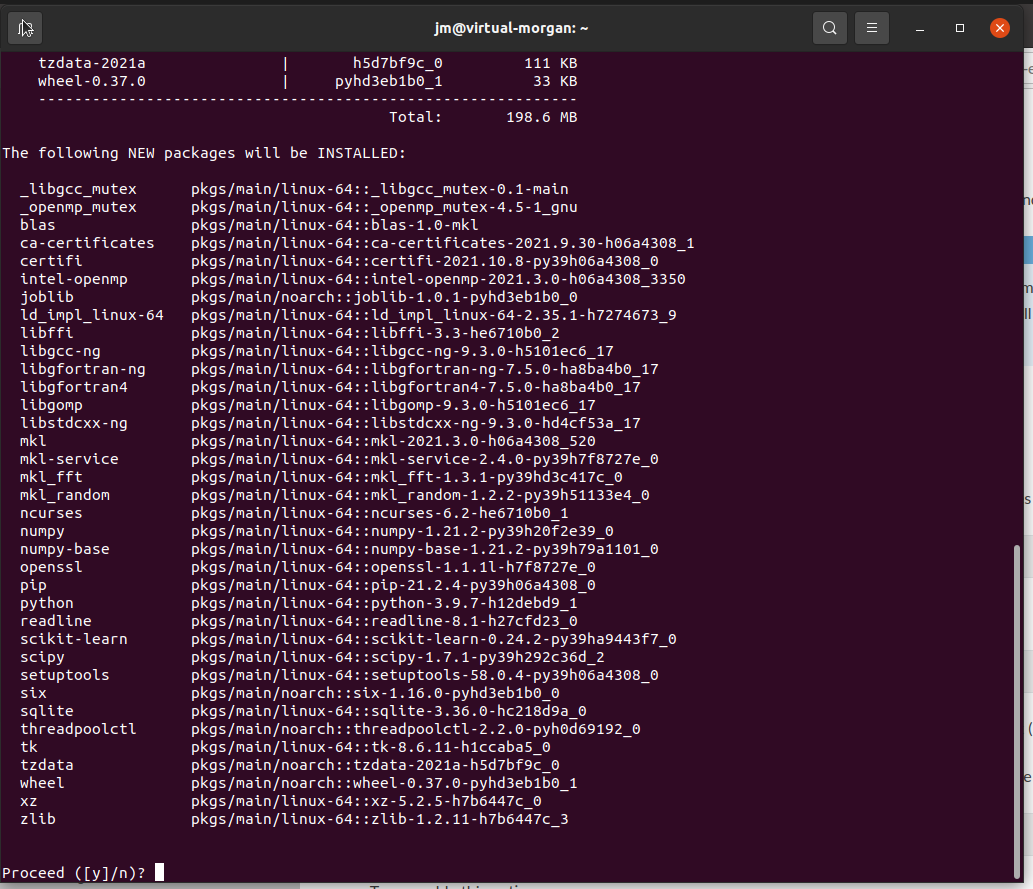 jm@virtual-morgan: ~
tzdata-2021a | h5d7bf9c_0 111 KB
wheel-0.37.0 | pyhd3eb1b0_1 33 KB
------------------------------------------------------------
Total: 198.6 MB
The following NEW packages will be INSTALLED:
_libgcc_mutex pkgs/main/linux-64::_libgcc_mutex-0.1-main
_openmp_mutex pkgs/main/linux-64::_openmp_mutex-4.5-1_gnu
blas pkgs/main/linux-64::blas-1.0-mkl
ca-certificates pkgs/main/linux-64::ca-certificates-2021.9.30-h06a4308_1
certifi pkgs/main/linux-64::certifi-2021.10.8-py39h06a4308_0
intel-openmp pkgs/main/linux-64::intel-openmp-2021.3.0-h06a4308_3350
joblib pkgs/main/noarch::joblib-1.0.1-pyhd3eb1b0_0
ld_impl_linux-64 pkgs/main/linux-64::ld_impl_linux-64-2.35.1-h7274673_9
libffi pkgs/main/linux-64::libffi-3.3-he6710b0_2
libgcc-ng pkgs/main/linux-64::libgcc-ng-9.3.0-h5101ec6_17
libgfortran-ng pkgs/main/linux-64::libgfortran-ng-7.5.0-ha8ba4b0_17
libgfortran4 pkgs/main/linux-64::libgfortran4-7.5.0-ha8ba4b0_17
libgomp pkgs/main/linux-64::libgomp-9.3.0-h5101ec6_17
libstdcxx-ng pkgs/main/linux-64::libstdcxx-ng-9.3.0-hd4cf53a_17
mkl pkgs/main/linux-64::mkl-2021.3.0-h06a4308_520
mkl-service pkgs/main/linux-64::mkl-service-2.4.0-py39h7f8727e_0
mkl_fft pkgs/main/linux-64::mkl_fft-1.3.1-py39hd3c417c_0
mkl_random pkgs/main/linux-64::mkl_random-1.2.2-py39h51133e4_0
ncurses pkgs/main/linux-64::ncurses-6.2-he6710b0_1
numpy pkgs/main/linux-64::numpy-1.21.2-py39h20f2e39_0
numpy-base pkgs/main/linux-64::numpy-base-1.21.2-py39h79a1101_0
openssl pkgs/main/linux-64::openssl-1.1.1l-h7f8727e_0
pip pkgs/main/linux-64::pip-21.2.4-py39h06a4308_0
python pkgs/main/linux-64::python-3.9.7-h12debd9_1
readline pkgs/main/linux-64::readline-8.1-h27cfd23_0
scikit-learn pkgs/main/linux-64::scikit-learn-0.24.2-py39ha9443f7_0
scipy pkgs/main/linux-64::scipy-1.7.1-py39h292c36d_2
setuptools pkgs/main/linux-64::setuptools-58.0.4-py39h06a4308_0
six pkgs/main/noarch::six-1.16.0-pyhd3eb1b0_0
sqlite pkgs/main/linux-64::sqlite-3.36.0-hc218d9a_0
threadpoolctl pkgs/main/noarch::threadpoolctl-2.2.0-pyh0d69192_0
tk pkgs/main/linux-64::tk-8.6.11-h1ccaba5_0
tzdata pkgs/main/noarch::tzdata-2021a-h5d7bf9c_0
wheel pkgs/main/noarch::wheel-0.37.0-pyhd3eb1b0_1
xz pkgs/main/linux-64::xz-5.2.5-h7b6447c_0
zlib pkgs/main/linux-64::zlib-1.2.11-h7b6447c_3
Proceed ([y]/n)?